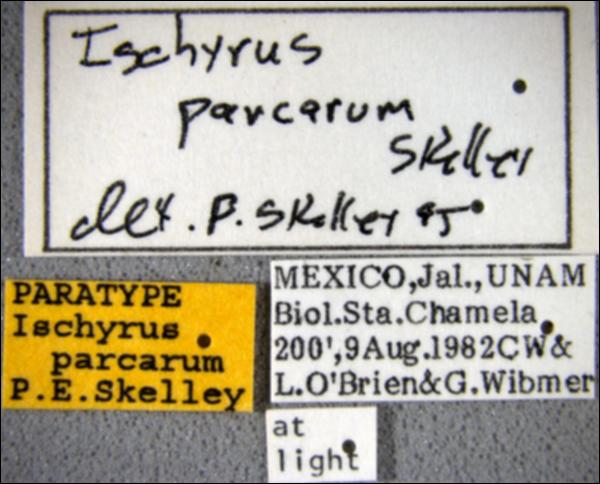 Ischyrus
parcarum
Skelley
det. P. Skelley 95
PARATYPE
Ischyrus
parcarum
P.E.Skelley
MEXICO,Jal.,UNAM
Biol.Sta.Chamela,
200',9Aug.1982CW&
L.O'Brien&G.Wibmer
at
light